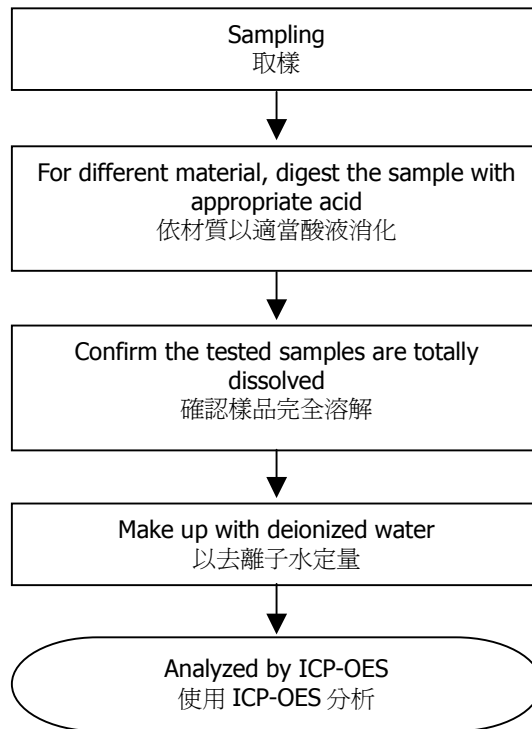 Sampling
取樣
For different material, digest the sample with
appropriate acid
依材質以適當酸液消化
Confirm the tested samples are totally
dissolved
確認樣品完全溶解
Make up with deionized water
以去離子水定量
Analyzed by ICP-OES
使用 ICP-OES 分析